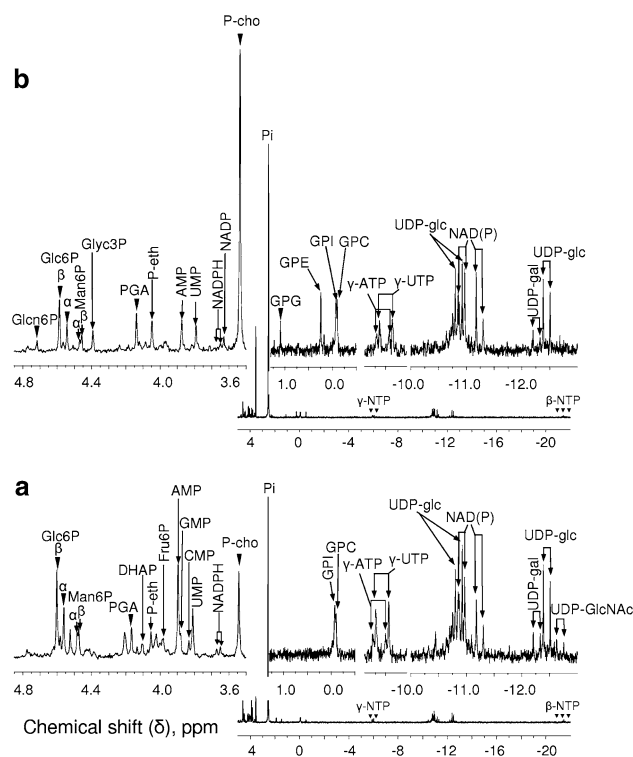 b
P-cho
Pi
Glcn6P
Glc6P
β
α
Man6P
α β
Glyc3P
PGA
P-eth
AMP
UMP
NADPH
NADP
GPG
GPE
GPI
GPC
γ-ATP
γ-UTP
UDP-glc
NAD(P)
UDP-gal
UDP-glc
4.8 4.4 4.0 3.6
1.0 0.0
-10.0 -11.0 -12.0
γ-NTP
β-NTP
4 0 -4 -8 -12 -16 -20
a
Glc6P
β
α
Man6P
α β
PGA
DHAP
P-eth
Fru6P
AMP
GMP
CMP
UMP
NADPH
P-cho
Pi
GPI
GPC
γ-ATP
γ-UTP
UDP-glc
NAD(P)
UDP-gal
UDP-glc
UDP-GlcNAc
4.8 4.4 4.0 3.6
1.0 0.0
-10.0 -11.0 -12.0
γ-NTP
β-NTP
Chemical shift (δ), ppm
4 0 -4 -8 -12 -16 -20